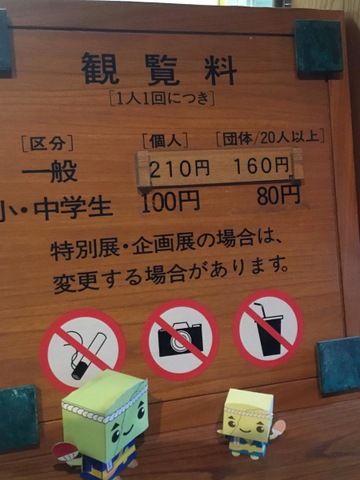 観覧料
[1人1回につき]
[区分] [個人] [団体/20人以上]
一般 210円 160円
小・中学生 100円 80円
特別展・企画展の場合は、
変更する場合があります。